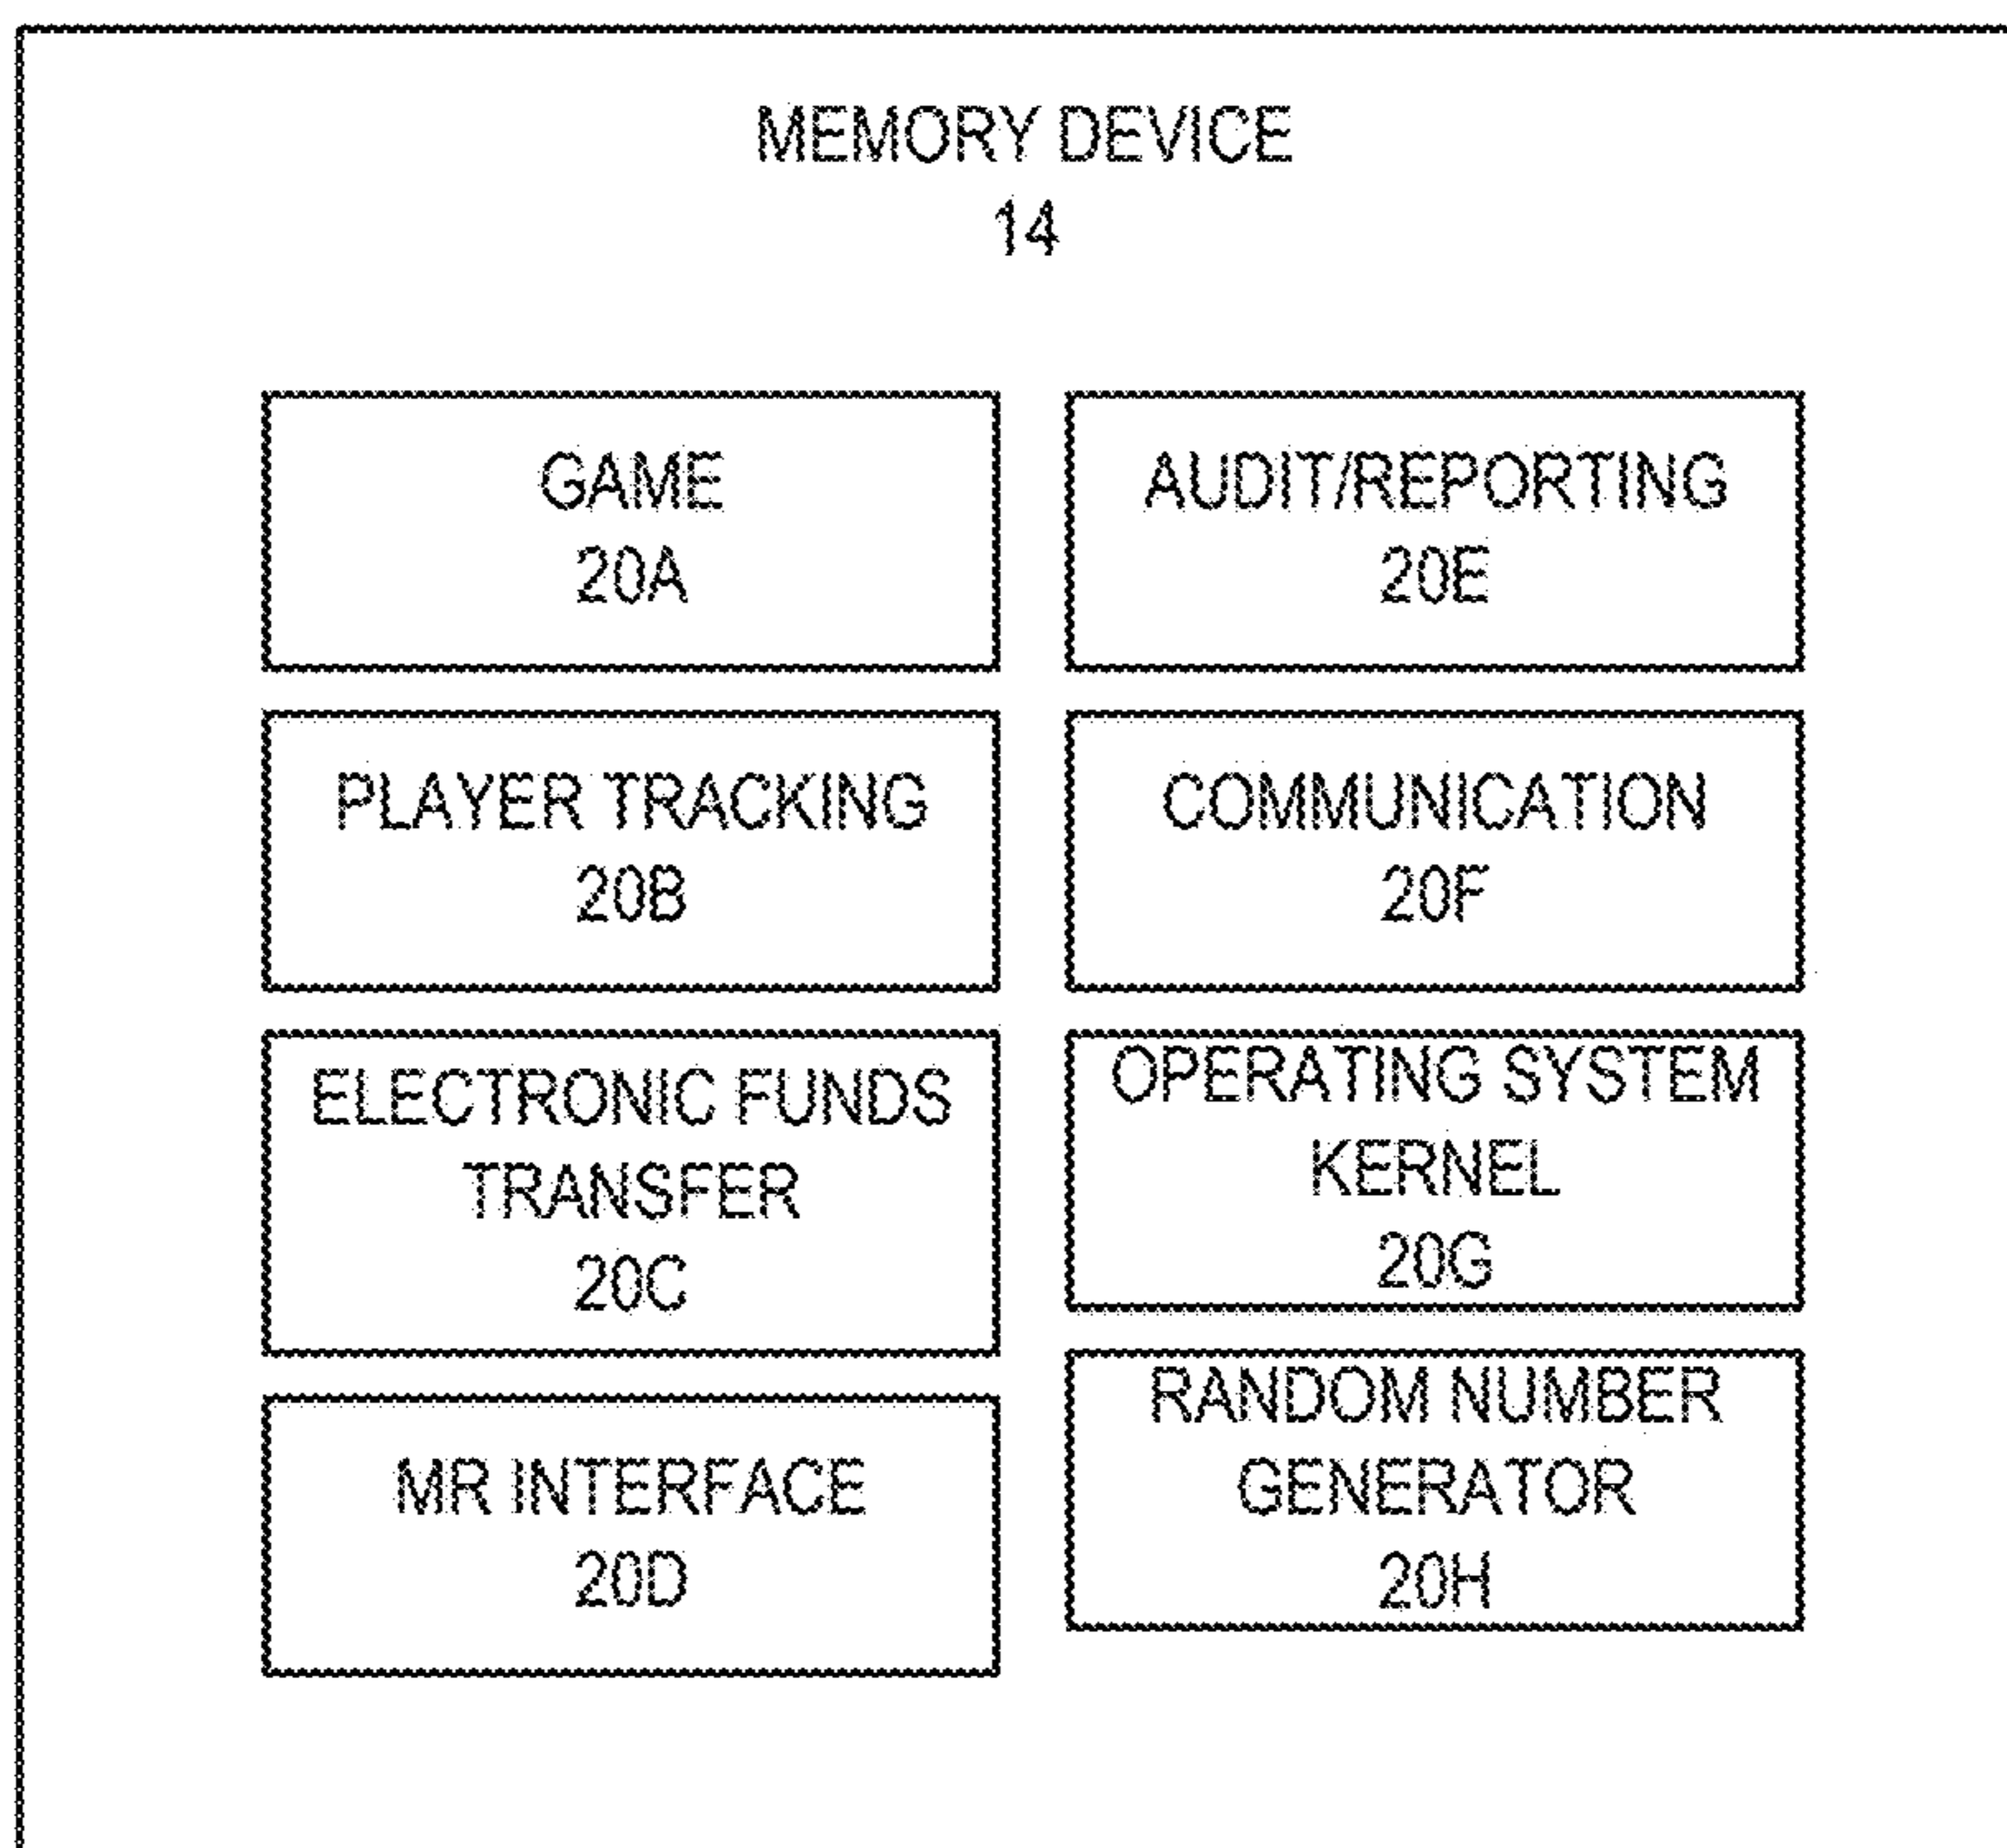 MEMORY DEVICE
14
GAME
20A
AUDIT/REPORTING
20E
PLAYER TRACKING
20B
COMMUNICATION
20F
ELECTRONIC FUNDS
TRANSFER
20C
OPERATING SYSTEM
KERNEL
20G
MR INTERFACE
20D
RANDOM NUMBER
GENERATOR
20H